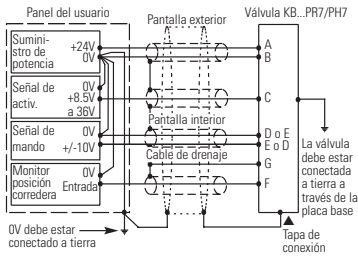 Panel del usuario
Pantalla exterior
Válvula KB...PR7/PH7
Suminis-
tro de
potencia
+24V
0V
A
B
Señal de
activ.
0V
+8.5V
a 36V
C
Pantalla interior
Señal de
mando
0V
+/-10V
D o E
E o D
Cable de drenaje
G
Monitor
posición
corredera
0V
Entrada
F
La válvula
debe estar
conectada
a tierra a
través de la
placa base
0V debe estar
conectado a tierra
Tapa de
conexión